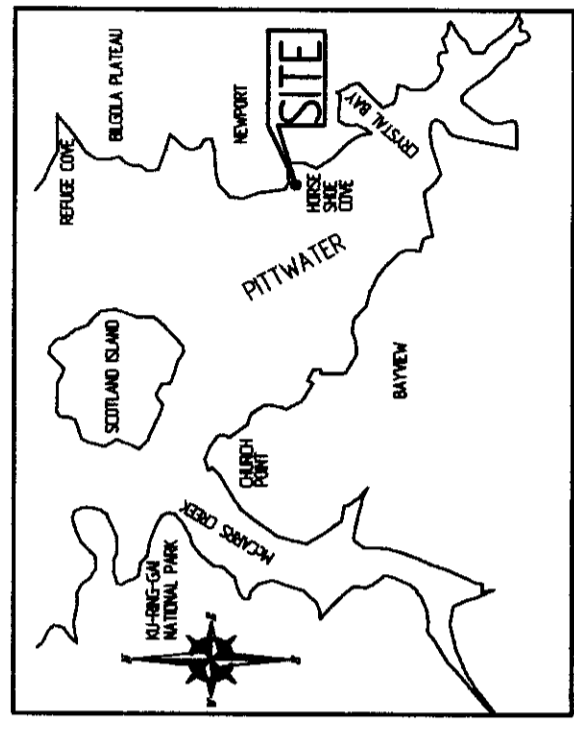 REFUGE COVE
SCOTLAND ISLAND
BILGOLA PLATEAU
KU-RING-GAI
NATIONAL PARK
McCARRS CREEK
NEWPORT
CHURCH
POINT
PITTWATER
SITE
HORSE
SHOE
COVE
CRYSTAL BAY
BAYVIEW